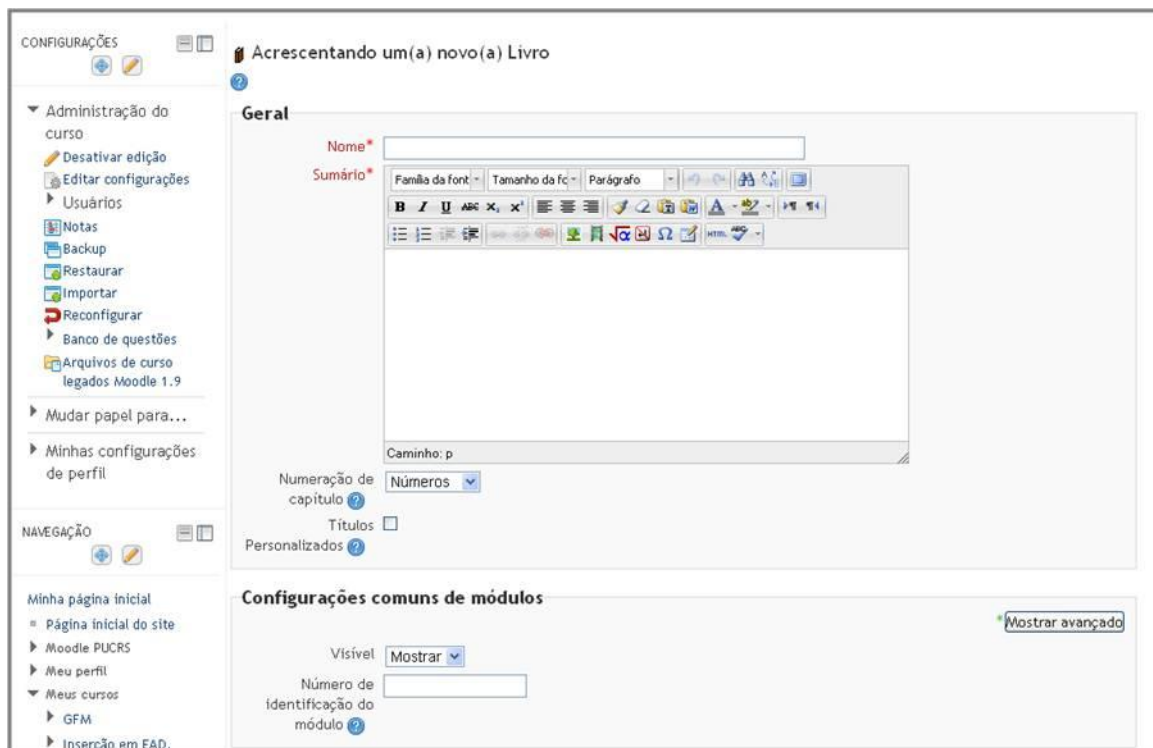 CONFIGURAÇÕES
Administração do
curso
Desativar edição
Editar configurações
Usuários
Notas
Backup
Restaurar
Importar
Reconfigurar
Banco de questões
Arquivos de curso
legados Moodle 1.9
Mudar papel para...
Minhas configurações
de perfil
NAVEGAÇÃO
Minha página inicial
Página inicial do site
Moodle PUCRS
Meu perfil
Meus cursos
GFM
Inserção em EAD.
Acrescentando um(a) novo(a) Livro
Geral
Nome*
Sumário*
Família da font Tamanho da fc Parágrafo
B I U ABC X, x²
HTML ABC
Caminho: p
Numeração de
capítulo
Números
Títulos
Personalizados
Configurações comuns de módulos
* Mostrar avançado
Visível Mostrar
Número de
identificação do
módulo